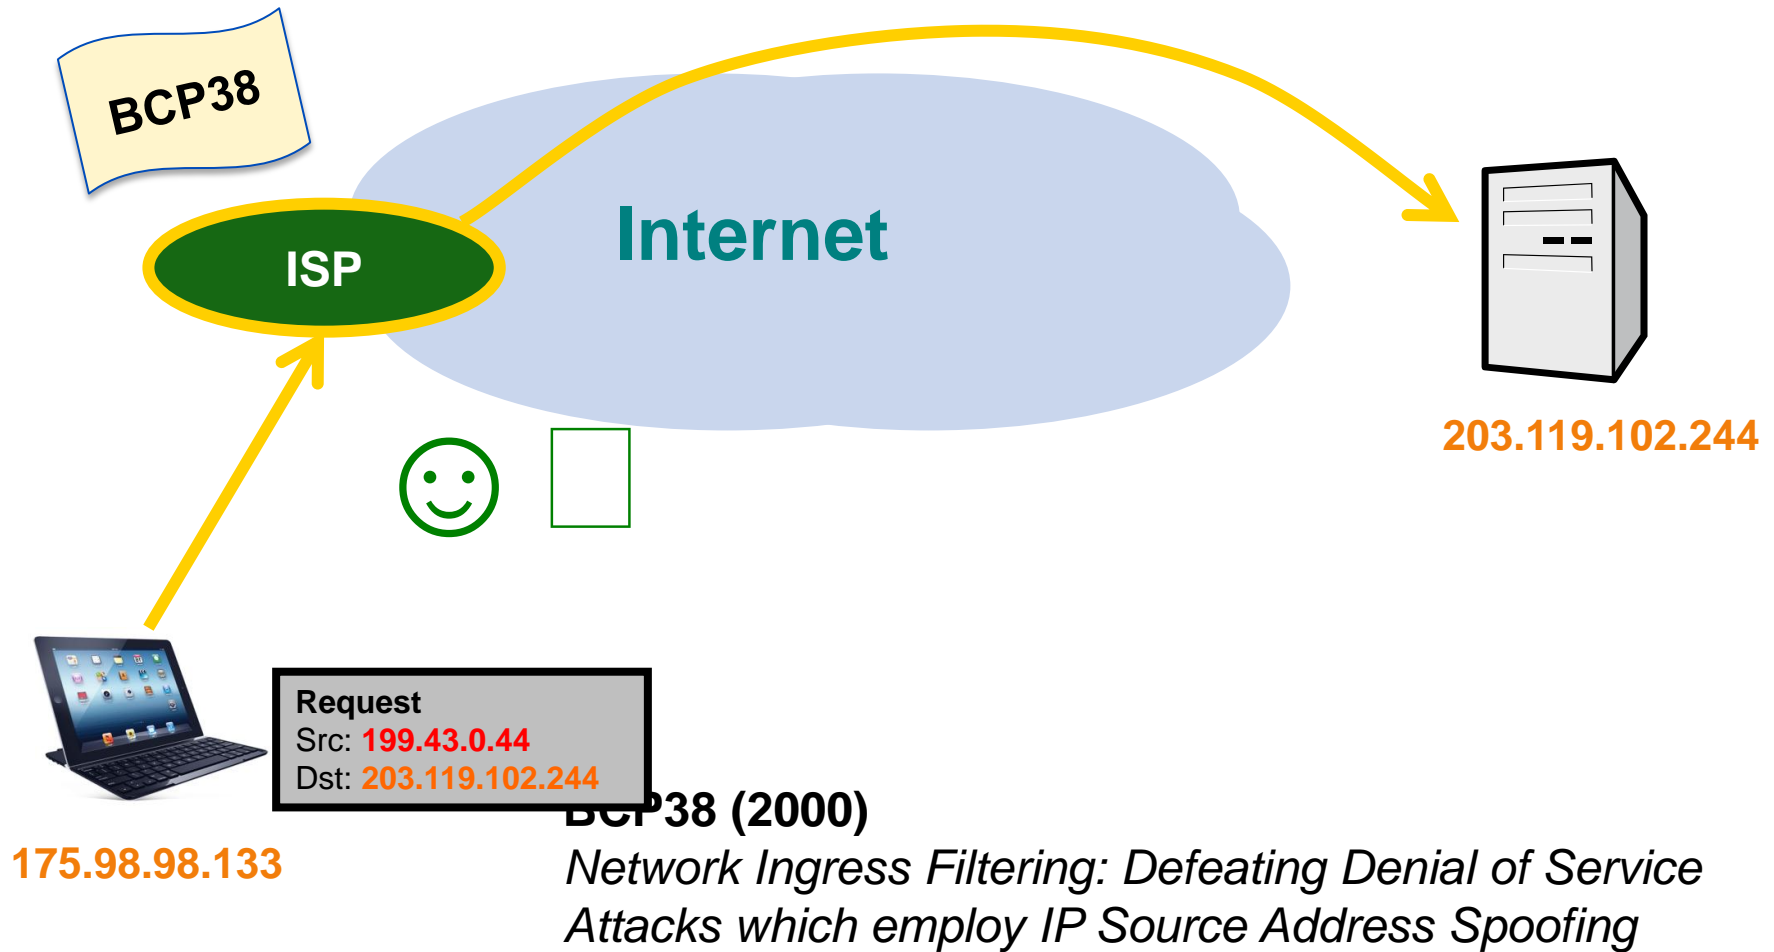 BCP38
Internet
ISP
203.119.102.244
Request
Src: 199.43.0.44
Dst: 203.119.102.244
175.98.98.133
BCP38 (2000)
Network Ingress Filtering: Defeating Denial of Service
Attacks which employ IP Source Address Spoofing